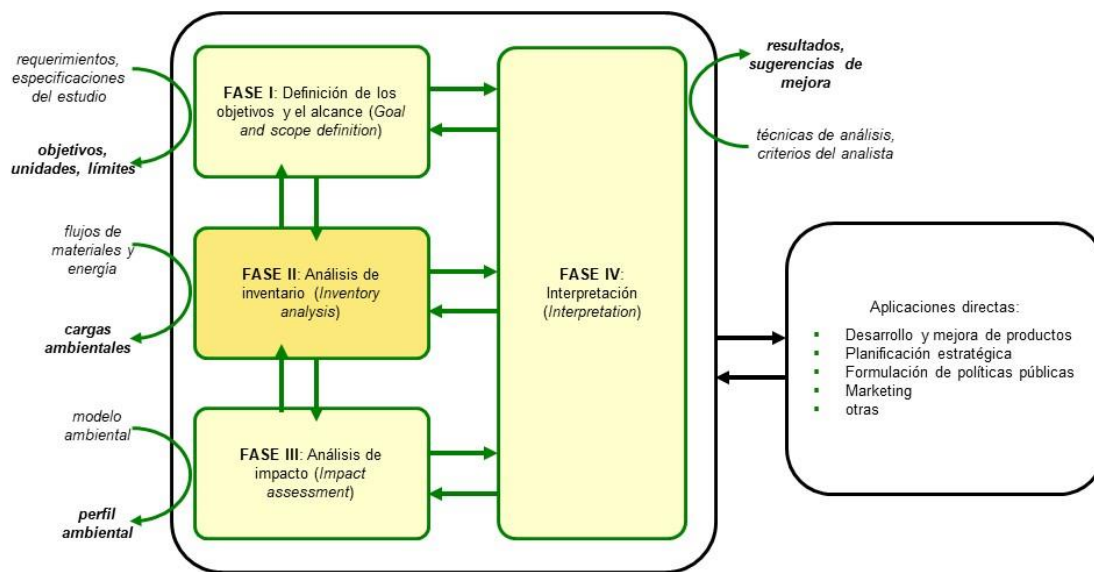 requerimientos,
especificaciones
del estudio
objetivos,
unidades, límites
flujos de
materiales y
energía
cargas
ambientales
modelo
ambiental
perfil
ambiental
FASE I: Definición de los
objetivos y el alcance (Goal
and scope definition)
FASE II: Análisis de
inventario (Inventory
analysis)
FASE III: Análisis de
impacto (Impact
assessment)
FASE IV:
Interpretación
(Interpretation)
resultados,
sugerencias de
mejora
técnicas de análisis,
criterios del analista
Aplicaciones directas:
▪ Desarrollo y mejora de productos
▪ Planificación estratégica
▪ Formulación de políticas públicas
▪ Marketing
▪ otras